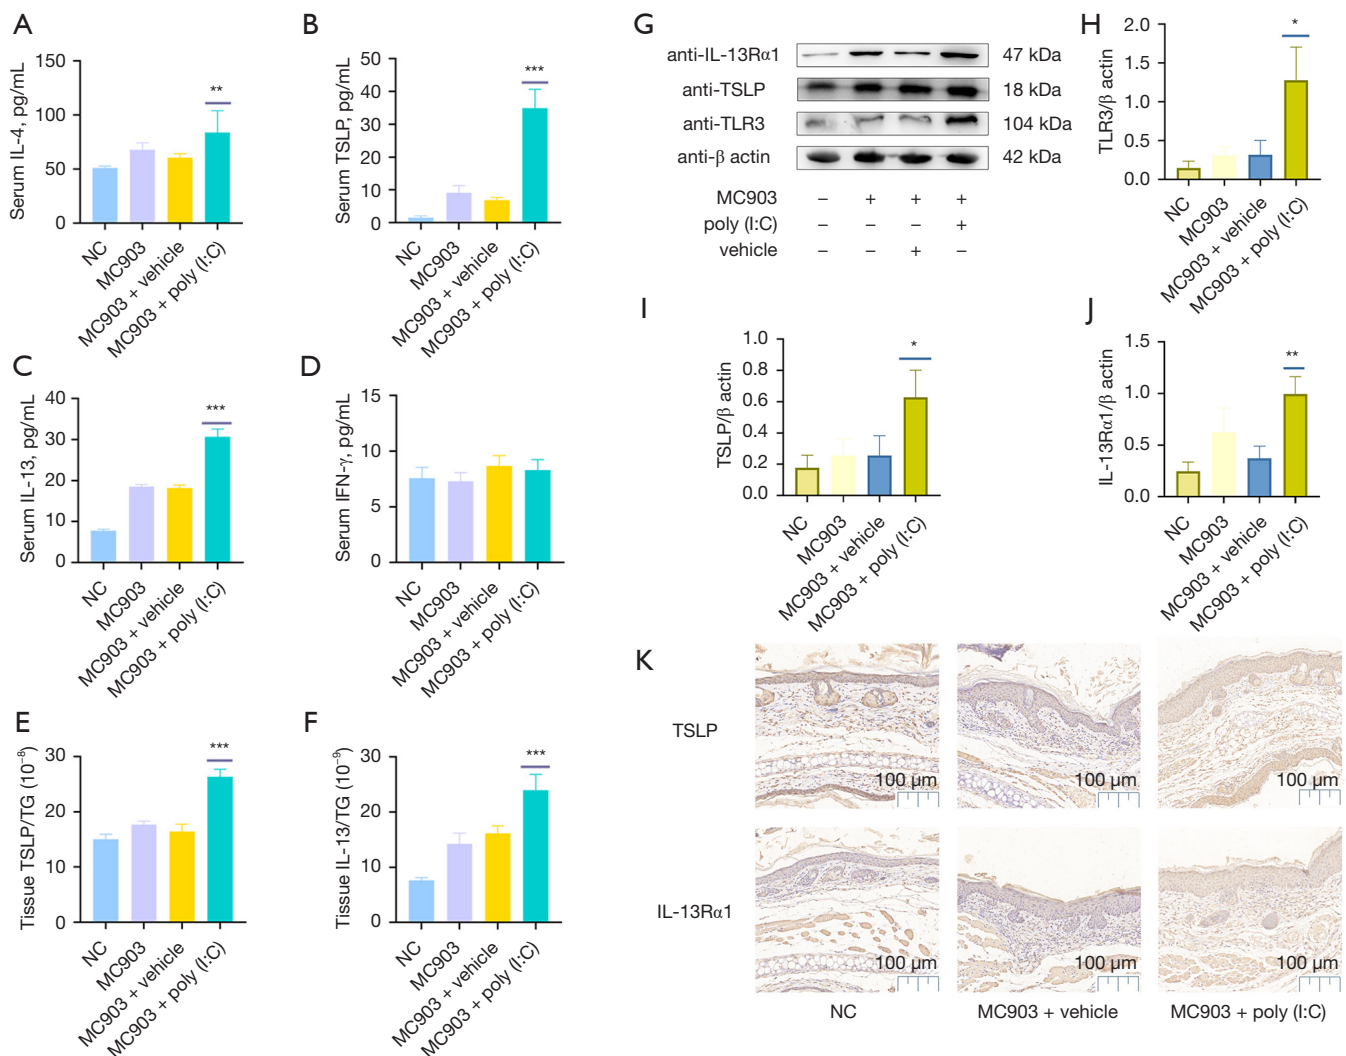 A
Serum IL-4, pg/mL
150
100
50
0
**
NC
MC903
MC903 + vehicle
MC903 + poly (I:C)
B
Serum TSLP, pg/mL
50
40
30
20
10
0
***
NC
MC903
MC903 + vehicle
MC903 + poly (I:C)
C
Serum IL-13, pg/mL
40
30
20
10
0
***
NC
MC903
MC903 + vehicle
MC903 + poly (I:C)
D
Serum IFN-γ, pg/mL
15
10
5
0
NC
MC903
MC903 + vehicle
MC903 + poly (I:C)
E
Tissue TSLP/TG (10⁻⁸)
30
20
10
0
***
NC
MC903
MC903 + vehicle
MC903 + poly (I:C)
F
Tissue IL-13/TG (10⁻⁹)
30
20
10
0
***
NC
MC903
MC903 + vehicle
MC903 + poly (I:C)
G
anti-IL-13Rα1 47 kDa
anti-TSLP 18 kDa
anti-TLR3 104 kDa
anti-β actin 42 kDa
MC903 – + + +
poly (I:C) – – – +
vehicle – – + –
H
TLR3/β actin
2.0
1.5
1.0
0.5
0.0
*
NC
MC903
MC903 + vehicle
MC903 + poly (I:C)
I
TSLP/β actin
1.0
0.8
0.6
0.4
0.2
0.0
*
NC
MC903
MC903 + vehicle
MC903 + poly (I:C)
J
IL-13Rα1/β actin
1.5
1.0
0.5
0.0
**
NC
MC903
MC903 + vehicle
MC903 + poly (I:C)
K
TSLP
100 µm
100 µm
100 µm
IL-13Rα1
100 µm
100 µm
100 µm
NC
MC903 + vehicle
MC903 + poly (I:C)